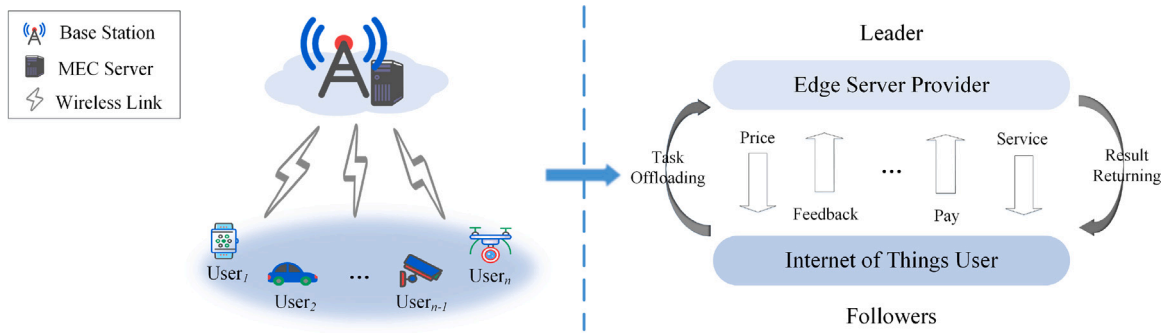 Base Station
MEC Server
Wireless Link
User1
User2
...
Usern-1
Usern
Leader
Edge Server Provider
Task
Offloading
Price
Feedback
...
Pay
Service
Result
Returning
Internet of Things User
Followers